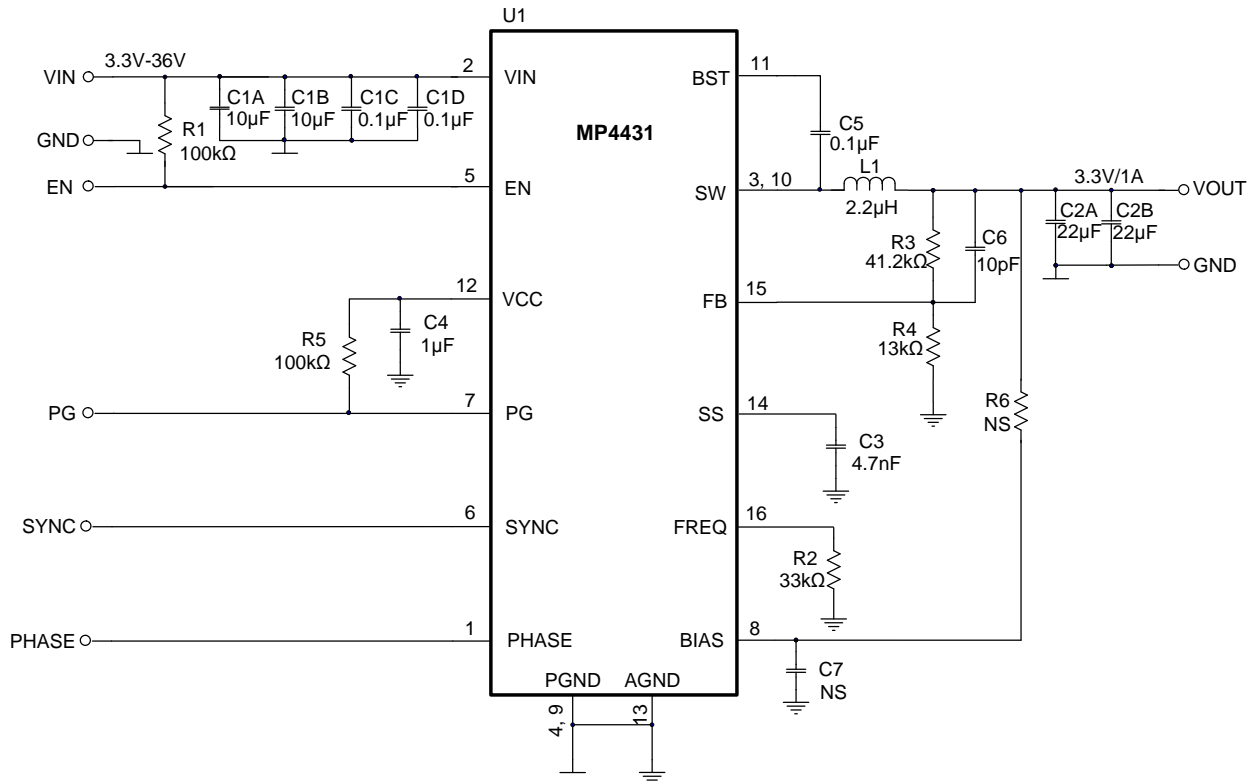 U1
3.3V-36V
VIN
2
VIN
C1A
10µF
C1B
10µF
C1C
0.1µF
C1D
0.1µF
GND
R1
100kΩ
EN
5
EN
MP4431
BST
11
C5
0.1µF
SW
3, 10
L1
2.2µH
3.3V/1A
VOUT
C2A
22µF
C2B
22µF
GND
R3
41.2kΩ
C6
10pF
12
VCC
R5
100kΩ
C4
1µF
FB
15
R4
13kΩ
PG
7
PG
SS
14
C3
4.7nF
R6
NS
SYNC
6
SYNC
FREQ
16
R2
33kΩ
PHASE
1
PHASE
BIAS
8
C7
NS
PGND
AGND
4, 9
13